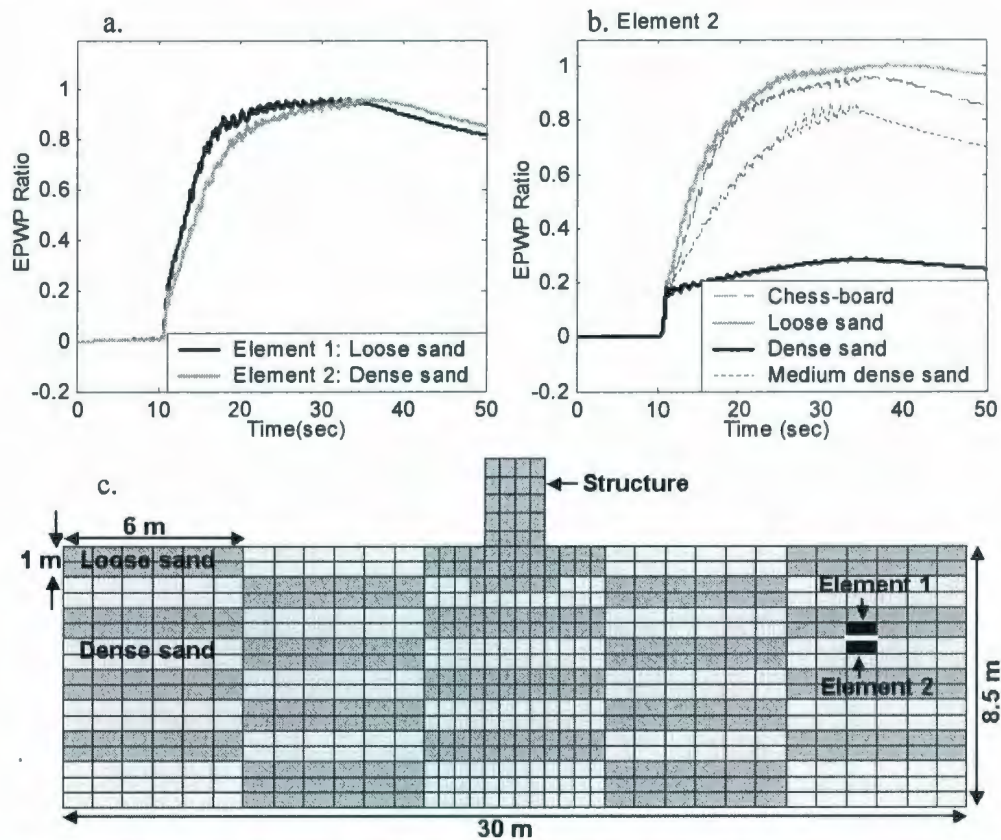 a.
EPWP Ratio
1
0.8
0.6
0.4
0.2
0
-0.2
0
10
20
30
40
50
Time(sec)
Element 1: Loose sand
Element 2: Dense sand
b. Element 2
EPWP Ratio
1
0.8
0.6
0.4
0.2
0
-0.2
0
10
20
30
40
50
Time (sec)
Chess-board
Loose sand
Dense sand
Medium dense sand
c.
Structure
6 m
1 m
Loose sand
Dense sand
Element 1
Element 2
8.5 m
30 m